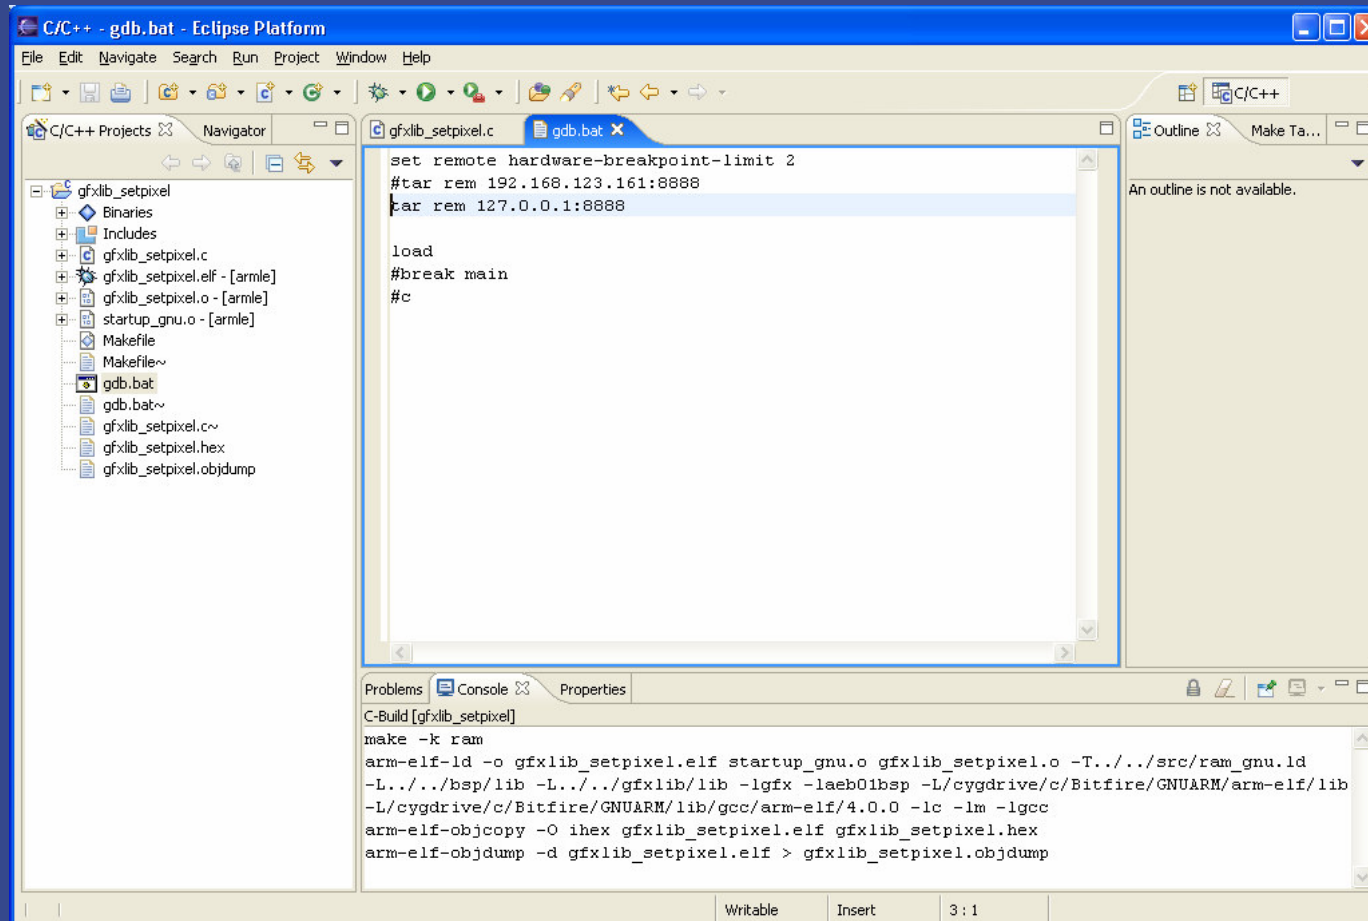 C/C++ - gdb.bat - Eclipse Platform
File Edit Navigate Search Run Project Window Help
C/C++
C/C++ Projects Navigator
gfxlib_setpixel
Binaries
Includes
gfxlib_setpixel.c
gfxlib_setpixel.elf - [armle]
gfxlib_setpixel.o - [armle]
startup_gnu.o - [armle]
Makefile
Makefile~
gdb.bat
gdb.bat~
gfxlib_setpixel.c~
gfxlib_setpixel.hex
gfxlib_setpixel.objdump
gfxlib_setpixel.c gdb.bat
set remote hardware-breakpoint-limit 2
#tar rem 192.168.123.161:8888
tar rem 127.0.0.1:8888
load
#break main
#c
Outline Make Ta...
An outline is not available.
Problems Console Properties
C-Build [gfxlib_setpixel]
make -k ram
arm-elf-ld -o gfxlib_setpixel.elf startup_gnu.o gfxlib_setpixel.o -T../../src/ram_gnu.ld
-L../../bsp/lib -L../../gfxlib/lib -lgfx -laeb01bsp -L/cygdrive/c/Bitfire/GNUARM/arm-elf/lib
-L/cygdrive/c/Bitfire/GNUARM/lib/gcc/arm-elf/4.0.0 -lc -lm -lgcc
arm-elf-objcopy -O ihex gfxlib_setpixel.elf gfxlib_setpixel.hex
arm-elf-objdump -d gfxlib_setpixel.elf > gfxlib_setpixel.objdump
Writable Insert 3 : 1